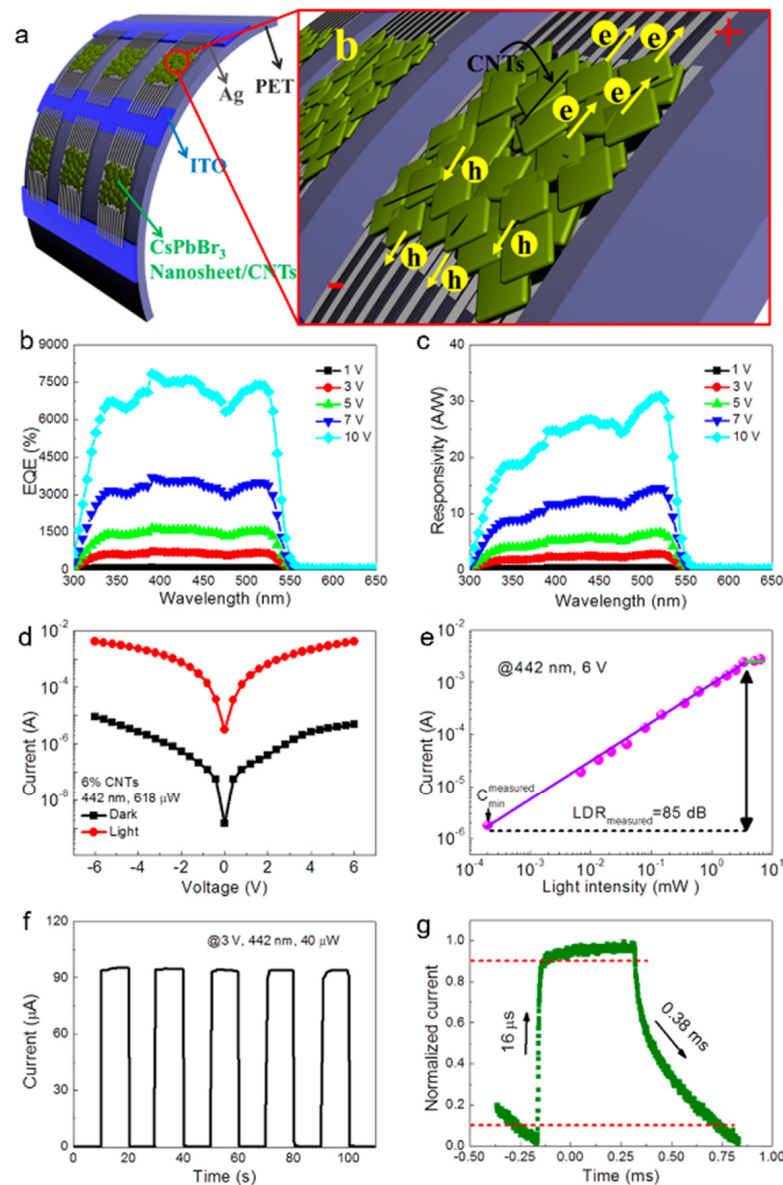 a
PET
Ag
ITO
CsPbBr3
Nanosheet/CNTs
b
CNTs
e
e
e
e
h
h
h
h
+
-
b
9000
7500
6000
4500
3000
1500
0
EQE (%)
1 V
3 V
5 V
7 V
10 V
300 350 400 450 500 550 600 650
Wavelength (nm)
c
40
30
20
10
0
Responsivity (A/W)
1 V
3 V
5 V
7 V
10 V
300 350 400 450 500 550 600 650
Wavelength (nm)
d
10-2
10-4
10-6
10-8
Current (A)
6% CNTs
442 nm, 618 μW
Dark
Light
-6 -4 -2 0 2 4 6
Voltage (V)
e
@442 nm, 6 V
10-2
10-3
10-4
10-5
10-6
Current (A)
Cmin measured
LDRmeasured=85 dB
10-4 10-3 10-2 10-1 100 101
Light intensity (mW)
f
@3 V, 442 nm, 40 μW
120
90
60
30
0
Current (μA)
0 20 40 60 80 100
Time (s)
g
1.0
0.8
0.6
0.4
0.2
0.0
Normalized current
16 μs
0.38 ms
-0.50 -0.25 0.00 0.25 0.50 0.75 1.00
Time (ms)